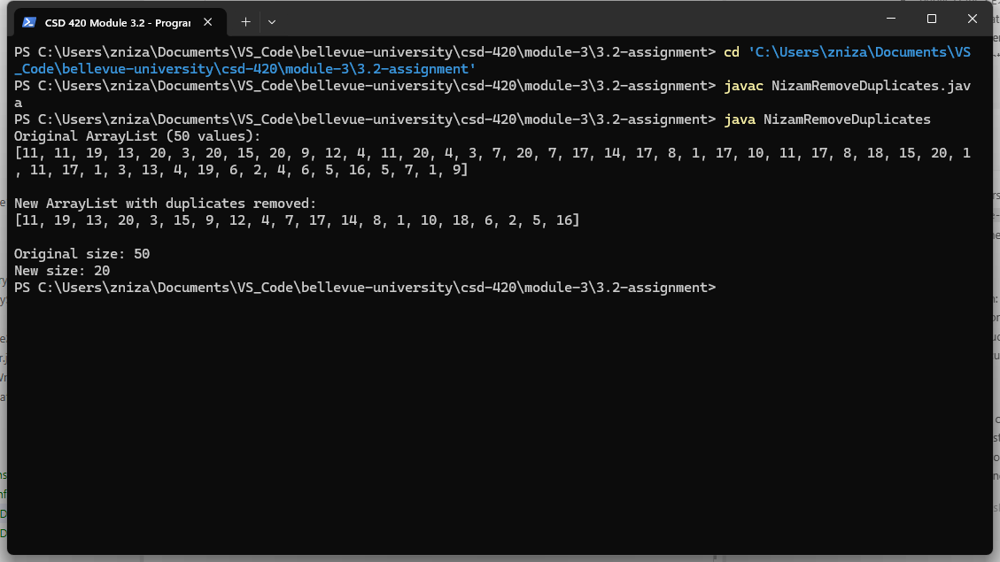 CSD 420 Module 3.2 - Progran
PS C:\Users\zniza\Documents\VS_Code\bellevue-university\csd-420\module-3\3.2-assignment> cd 'C:\Users\zniza\Documents\VS
_Code\bellevue-university\csd-420\module-3\3.2-assignment'
PS C:\Users\zniza\Documents\VS_Code\bellevue-university\csd-420\module-3\3.2-assignment> javac NizamRemoveDuplicates.jav
a
PS C:\Users\zniza\Documents\VS_Code\bellevue-university\csd-420\module-3\3.2-assignment> java NizamRemoveDuplicates
Original ArrayList (50 values):
[11, 11, 19, 13, 20, 3, 20, 15, 20, 9, 12, 4, 11, 20, 4, 3, 7, 20, 7, 17, 14, 17, 8, 1, 17, 10, 11, 17, 8, 18, 15, 20, 1
, 11, 17, 1, 3, 13, 4, 19, 6, 2, 4, 6, 5, 16, 5, 7, 1, 9]
New ArrayList with duplicates removed:
[11, 19, 13, 20, 3, 15, 9, 12, 4, 7, 17, 14, 8, 1, 10, 18, 6, 2, 5, 16]
Original size: 50
New size: 20
PS C:\Users\zniza\Documents\VS_Code\bellevue-university\csd-420\module-3\3.2-assignment>